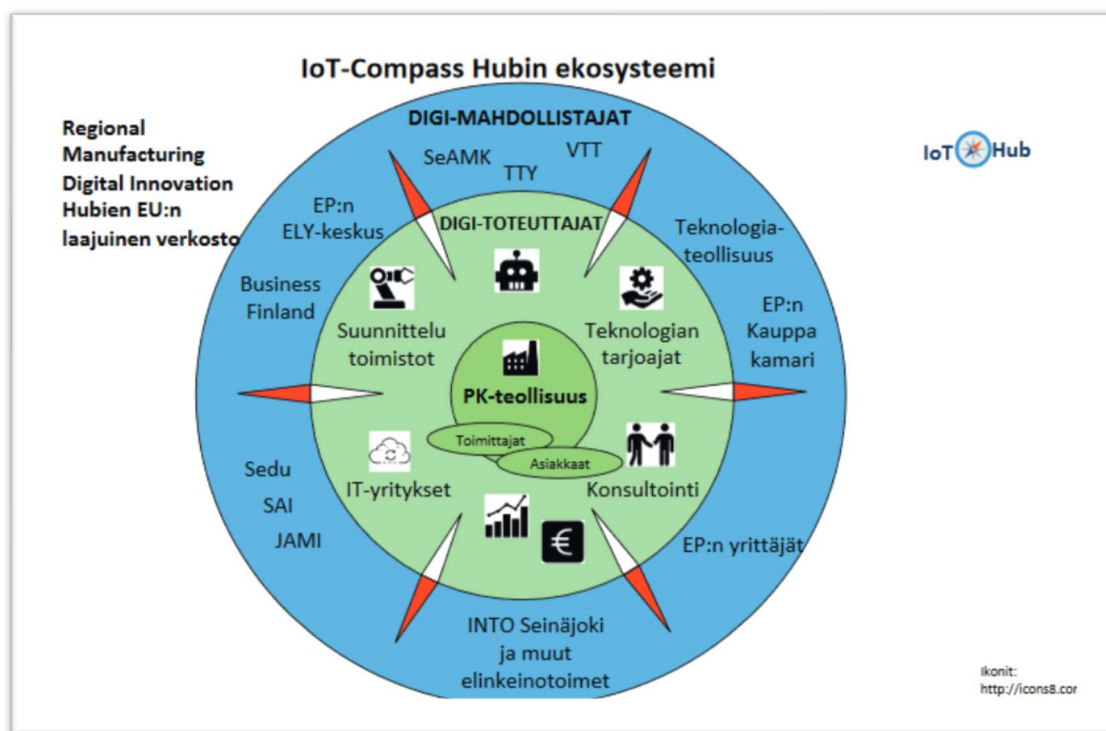 IoT-Compass Hubin ekosysteemi
Regional
Manufacturing
Digital Innovation
Hubien EU:n
laajuinen verkosto
IoT Hub
DIGI-MAHDOLLISTAJAT
SeAMK
TTY
VTT
EP:n
ELY-keskus
Business
Finland
Teknologia-
teollisuus
EP:n
Kauppa
kamari
DIGI-TOTEUTTAJAT
Suunnittelu
toimistot
Teknologian
tarjoajat
PK-teollisuus
Toimittajat
Asiakkaat
IT-yritykset
Konsultointi
Sedu
SAI
JAMI
EP:n yrittäjät
INTO Seinäjoki
ja muut
elinkeinotoimet
Ikonit:
http://icons8.cor